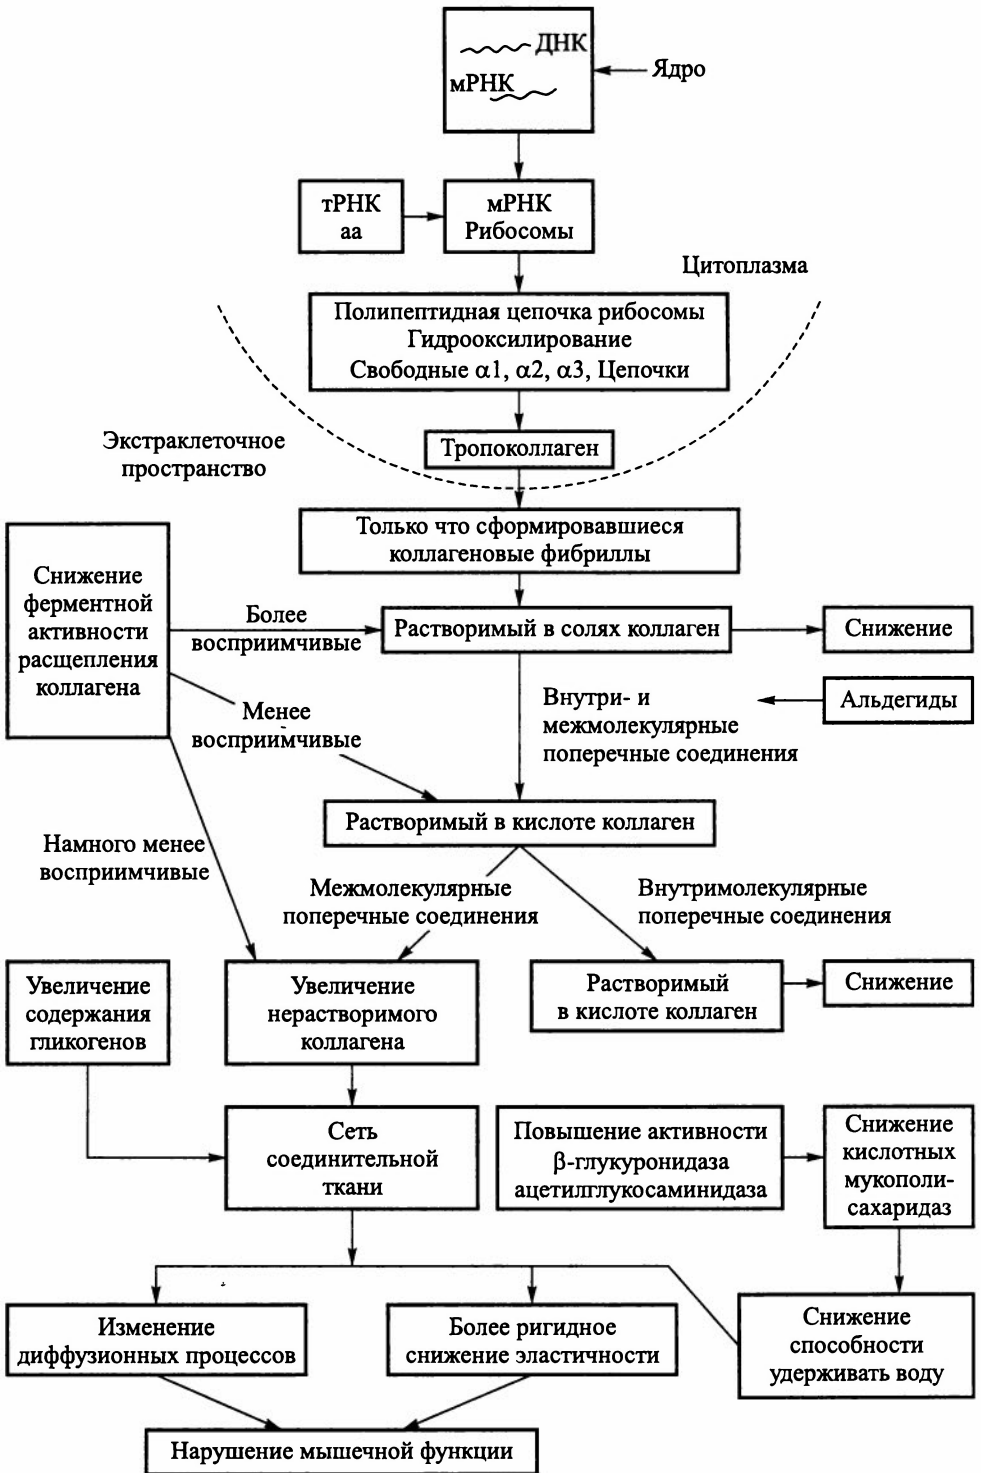 ДНК
мРНК
Ядро
тРНК
аа
мРНК
Рибосомы
Цитоплазма
Полипептидная цепочка рибосомы
Гидрооксилирование
Свободные α1, α2, α3, Цепочки
Экстраклеточное
пространство
Тропоколлаген
Только что сформировавшиеся
коллагеновые фибриллы
Снижение
ферментной
активности
расщепления
коллагена
Более
восприимчивые
Растворимый в солях коллаген
Снижение
Менее
восприимчивые
Внутри- и
межмолекулярные
поперечные соединения
Альдегиды
Растворимый в кислоте коллаген
Намного менее
восприимчивые
Межмолекулярные
поперечные соединения
Внутримолекулярные
поперечные соединения
Увеличение
содержания
гликогенов
Увеличение
нерастворимого
коллагена
Растворимый
в кислоте коллаген
Снижение
Сеть
соединительной
ткани
Повышение активности
β-глукуронидаза
ацетилглукосаминидаза
Снижение
кислотных
мукополи-
сахаридаз
Изменение
диффузионных процессов
Более ригидное
снижение эластичности
Снижение
способности
удерживать воду
Нарушение мышечной функции